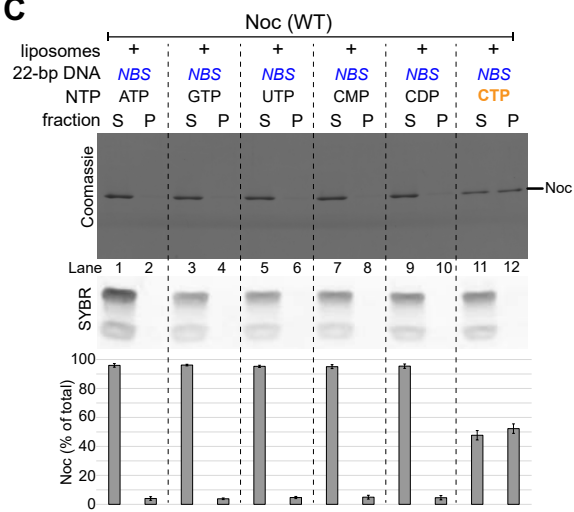 C
Noc (WT)
liposomes + + + + + +
22-bp DNA NBS NBS NBS NBS NBS NBS
NTP ATP GTP UTP CMP CDP CTP
fraction S P S P S P S P S P S P
Coomassie
Noc
Lane 1 2 3 4 5 6 7 8 9 10 11 12
SYBR
Noc (% of total)
100
80
60
40
20
0